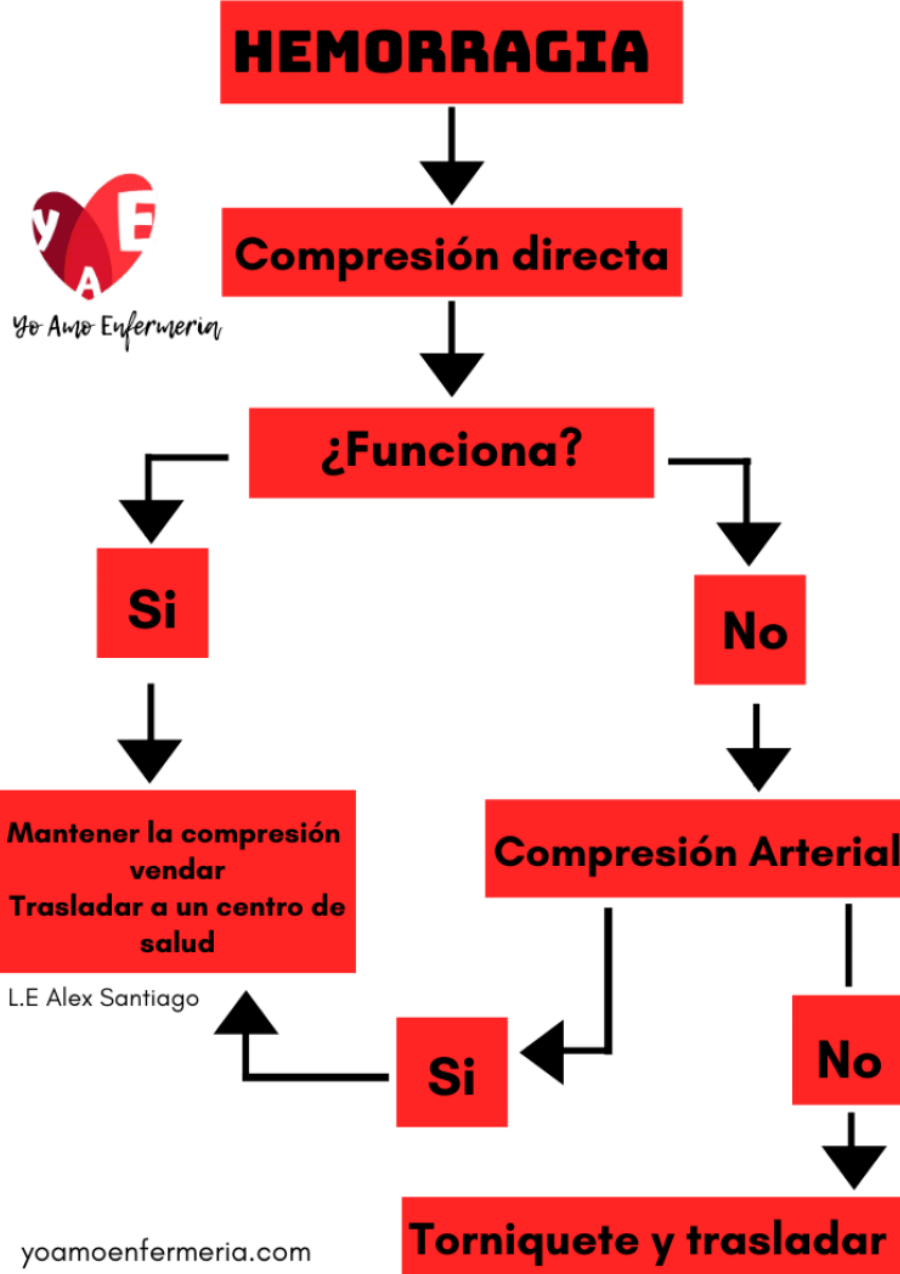 HEMORRAGIA
Compresión directa
Y A E
Yo Amo Enfermeria
¿Funciona?
Si
No
Mantener la compresión
vendar
Trasladar a un centro de
salud
Compresión Arterial
L.E Alex Santiago
Si
No
Torniquete y trasladar
yoamoenfermeria.com